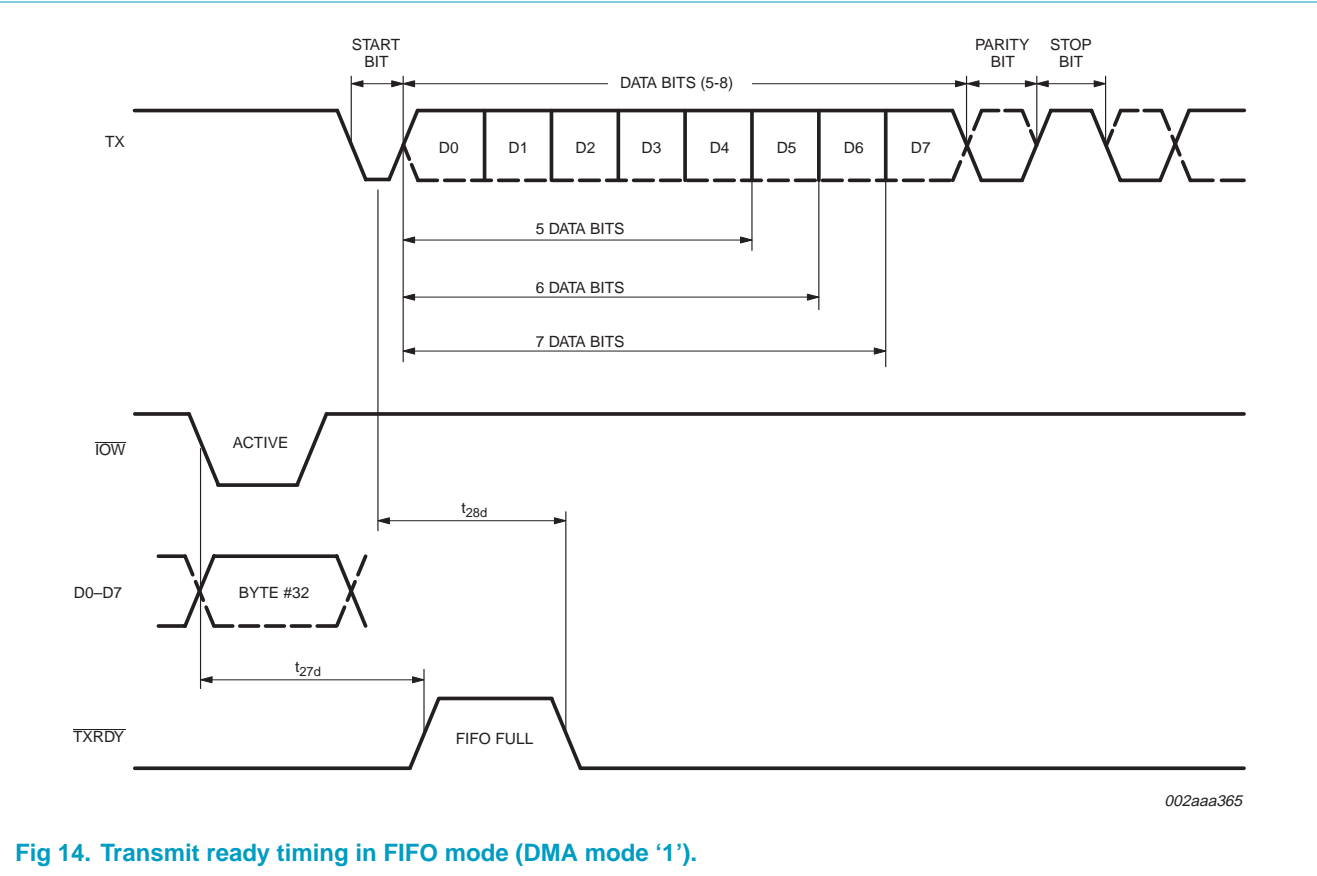 START BIT
PARITY BIT
STOP BIT
DATA BITS (5-8)
TX
D0
D1
D2
D3
D4
D5
D6
D7
5 DATA BITS
6 DATA BITS
7 DATA BITS
IOW
ACTIVE
t28d
D0–D7
BYTE #32
t27d
TXRDY
FIFO FULL
002aaa365
Fig 14. Transmit ready timing in FIFO mode (DMA mode ‘1’).